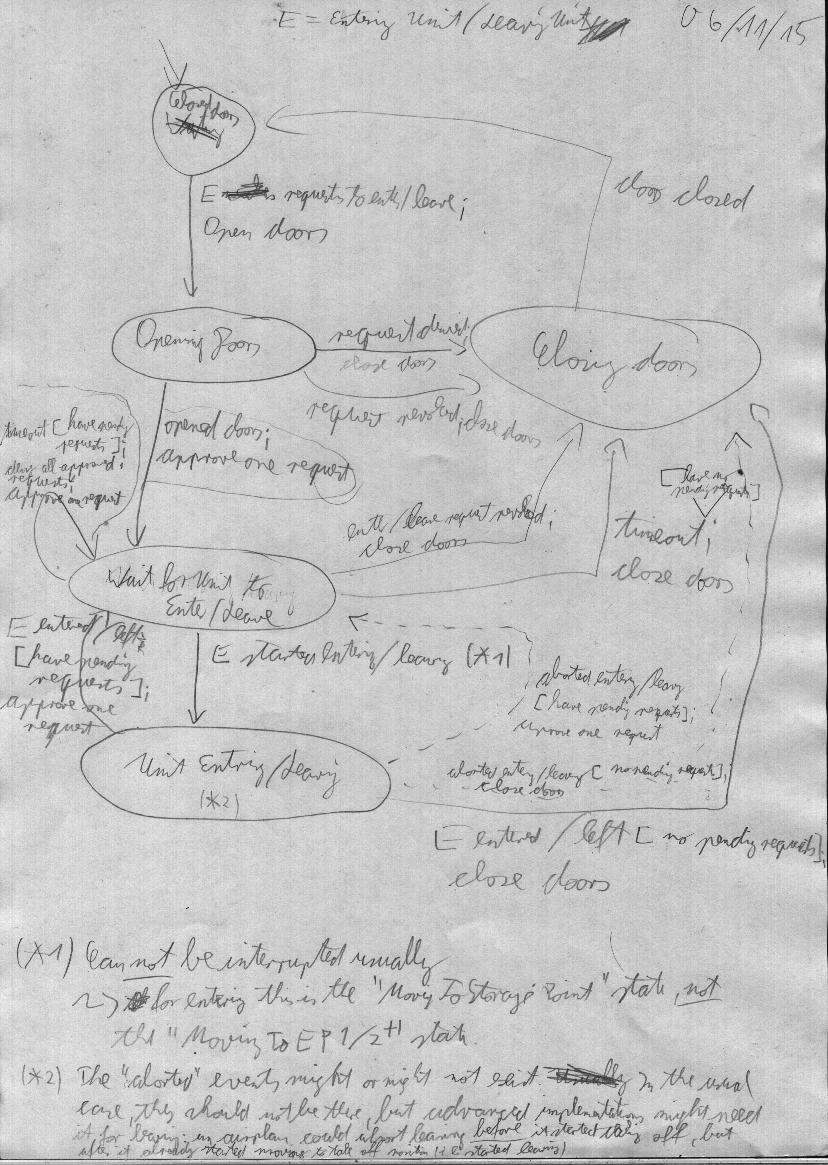 E = Entering Unit/Leaving Unit
06/11/15
Closed doors
E requests to enter/leave;
Open doors
door closed
Opening Doors
request denied;
close doors
Closing doors
request revoked; close doors
timeout [have pending
requests];
deny all approved
requests;
approve one request
opened doors;
approve one request
[have no
pending requests]
enter/leave request revoked;
close doors
timeout;
close doors
Wait for Unit to
Enter/Leave
E entered/left
[have pending
requests];
approve one
request
E started entering/leaving (*1)
aborted entering/leaving
[have pending requests];
approve one request
Unit Entering/Leaving
(*2)
aborted entering/leaving [no pending requests];
close doors
E entered/left [no pending requests];
close doors
(*1) Can not be interrupted usually
for entering this is the "Moving To Storage Point" state, not
the "Moving To EP 1/2" state.
(*2) The "aborted" events might or might not exist. In the usual
case, they should not be there, but advanced implementations might need
it for leaving: an airplane could abort leaving before it started taking off, but
after it already started moving to take off (i.e. started leaving)